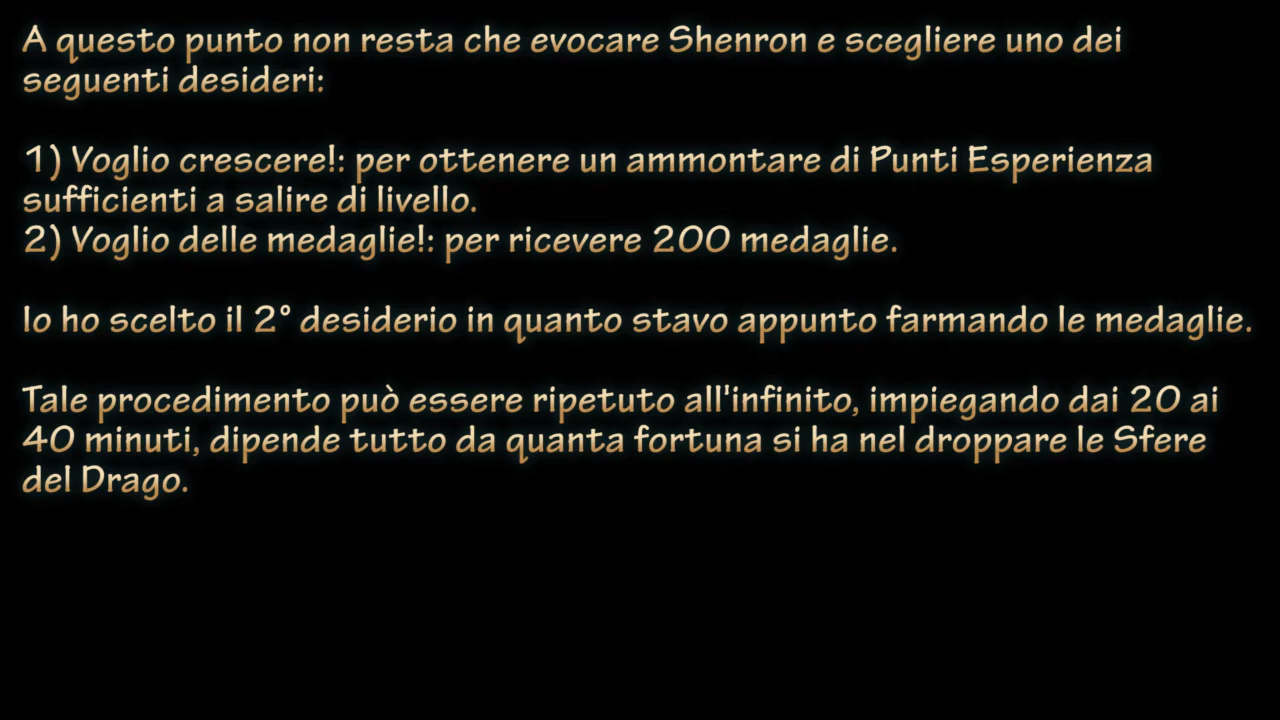 A questo punto non resta che evocare Shenron e scegliere uno dei
seguenti desideri:
1) Voglio crescere!: per ottenere un ammontare di Punti Esperienza
sufficienti a salire di livello.
2) Voglio delle medaglie!: per ricevere 200 medaglie.
Io ho scelto il 2° desiderio in quanto stavo appunto farmando le medaglie.
Tale procedimento può essere ripetuto all'infinito, impiegando dai 20 ai
40 minuti, dipende tutto da quanta fortuna si ha nel droppare le Sfere
del Drago.